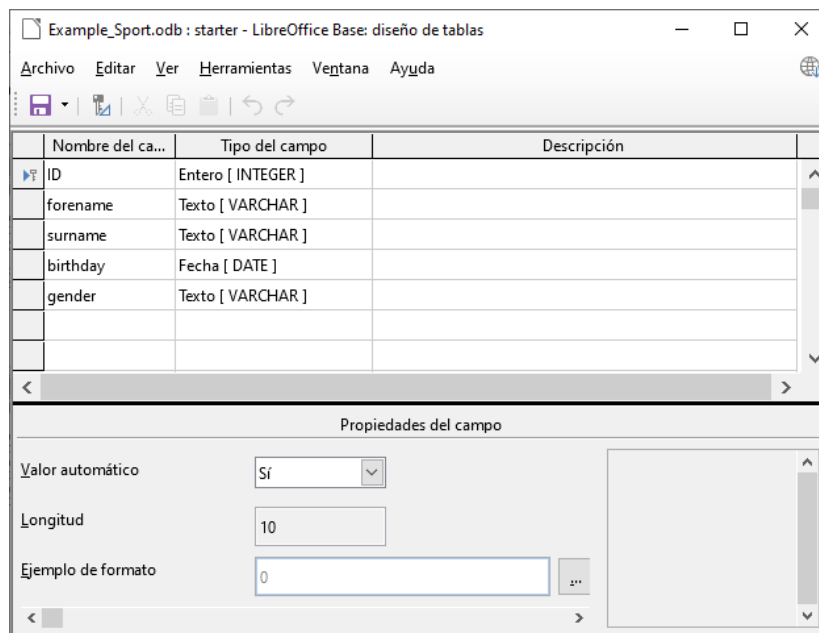 Example_Sport.odb : starter - LibreOffice Base: diseño de tablas
Archivo Editar Ver Herramientas Ventana Ayuda
Nombre del ca... Tipo del campo Descripción
ID Entero [ INTEGER ]
forename Texto [ VARCHAR ]
surname Texto [ VARCHAR ]
birthday Fecha [ DATE ]
gender Texto [ VARCHAR ]
Propiedades del campo
Valor automático Sí
Longitud 10
Ejemplo de formato 0 ...